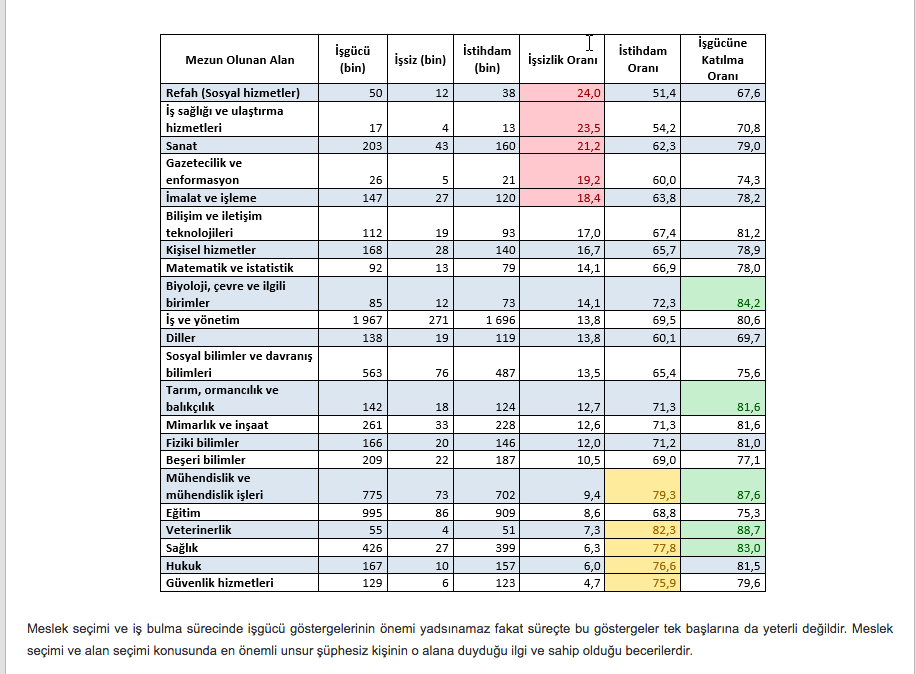 Mezun Olunan Alan İşgücü (bin) İşsiz (bin) İstihdam (bin) İşsizlik Oranı İstihdam Oranı İşgücüne Katılma Oranı
Refah (Sosyal hizmetler) 50 12 38 24,0 51,4 67,6
İş sağlığı ve ulaştırma
hizmetleri 17 4 13 23,5 54,2 70,8
Sanat 203 43 160 21,2 62,3 79,0
Gazetecilik ve
enformasyon 26 5 21 19,2 60,0 74,3
İmalat ve işleme 147 27 120 18,4 63,8 78,2
Bilişim ve iletişim
teknolojileri 112 19 93 17,0 67,4 81,2
Kişisel hizmetler 168 28 140 16,7 65,7 78,9
Matematik ve istatistik 92 13 79 14,1 66,9 78,0
Biyoloji, çevre ve ilgili
birimler 85 12 73 14,1 72,3 84,2
İş ve yönetim 1 967 271 1 696 13,8 69,5 80,6
Diller 138 19 119 13,8 60,1 69,7
Sosyal bilimler ve davranış
bilimleri 563 76 487 13,5 65,4 75,6
Tarım, ormancılık ve
balıkçılık 142 18 124 12,7 71,3 81,6
Mimarlık ve inşaat 261 33 228 12,6 71,3 81,6
Fiziki bilimler 166 20 146 12,0 71,2 81,0
Beşeri bilimler 209 22 187 10,5 69,0 77,1
Mühendislik ve
mühendislik işleri 775 73 702 9,4 79,3 87,6
Eğitim 995 86 909 8,6 68,8 75,3
Veterinerlik 55 4 51 7,3 82,3 88,7
Sağlık 426 27 399 6,3 77,8 83,0
Hukuk 167 10 157 6,0 76,6 81,5
Güvenlik hizmetleri 129 6 123 4,7 75,9 79,6
Meslek seçimi ve iş bulma sürecinde işgücü göstergelerinin önemi yadsınamaz fakat süreçte bu göstergeler tek başlarına da yeterli değildir. Meslek
seçimi ve alan seçimi konusunda en önemli unsur şüphesiz kişinin o alana duyduğu ilgi ve sahip olduğu becerilerdir.